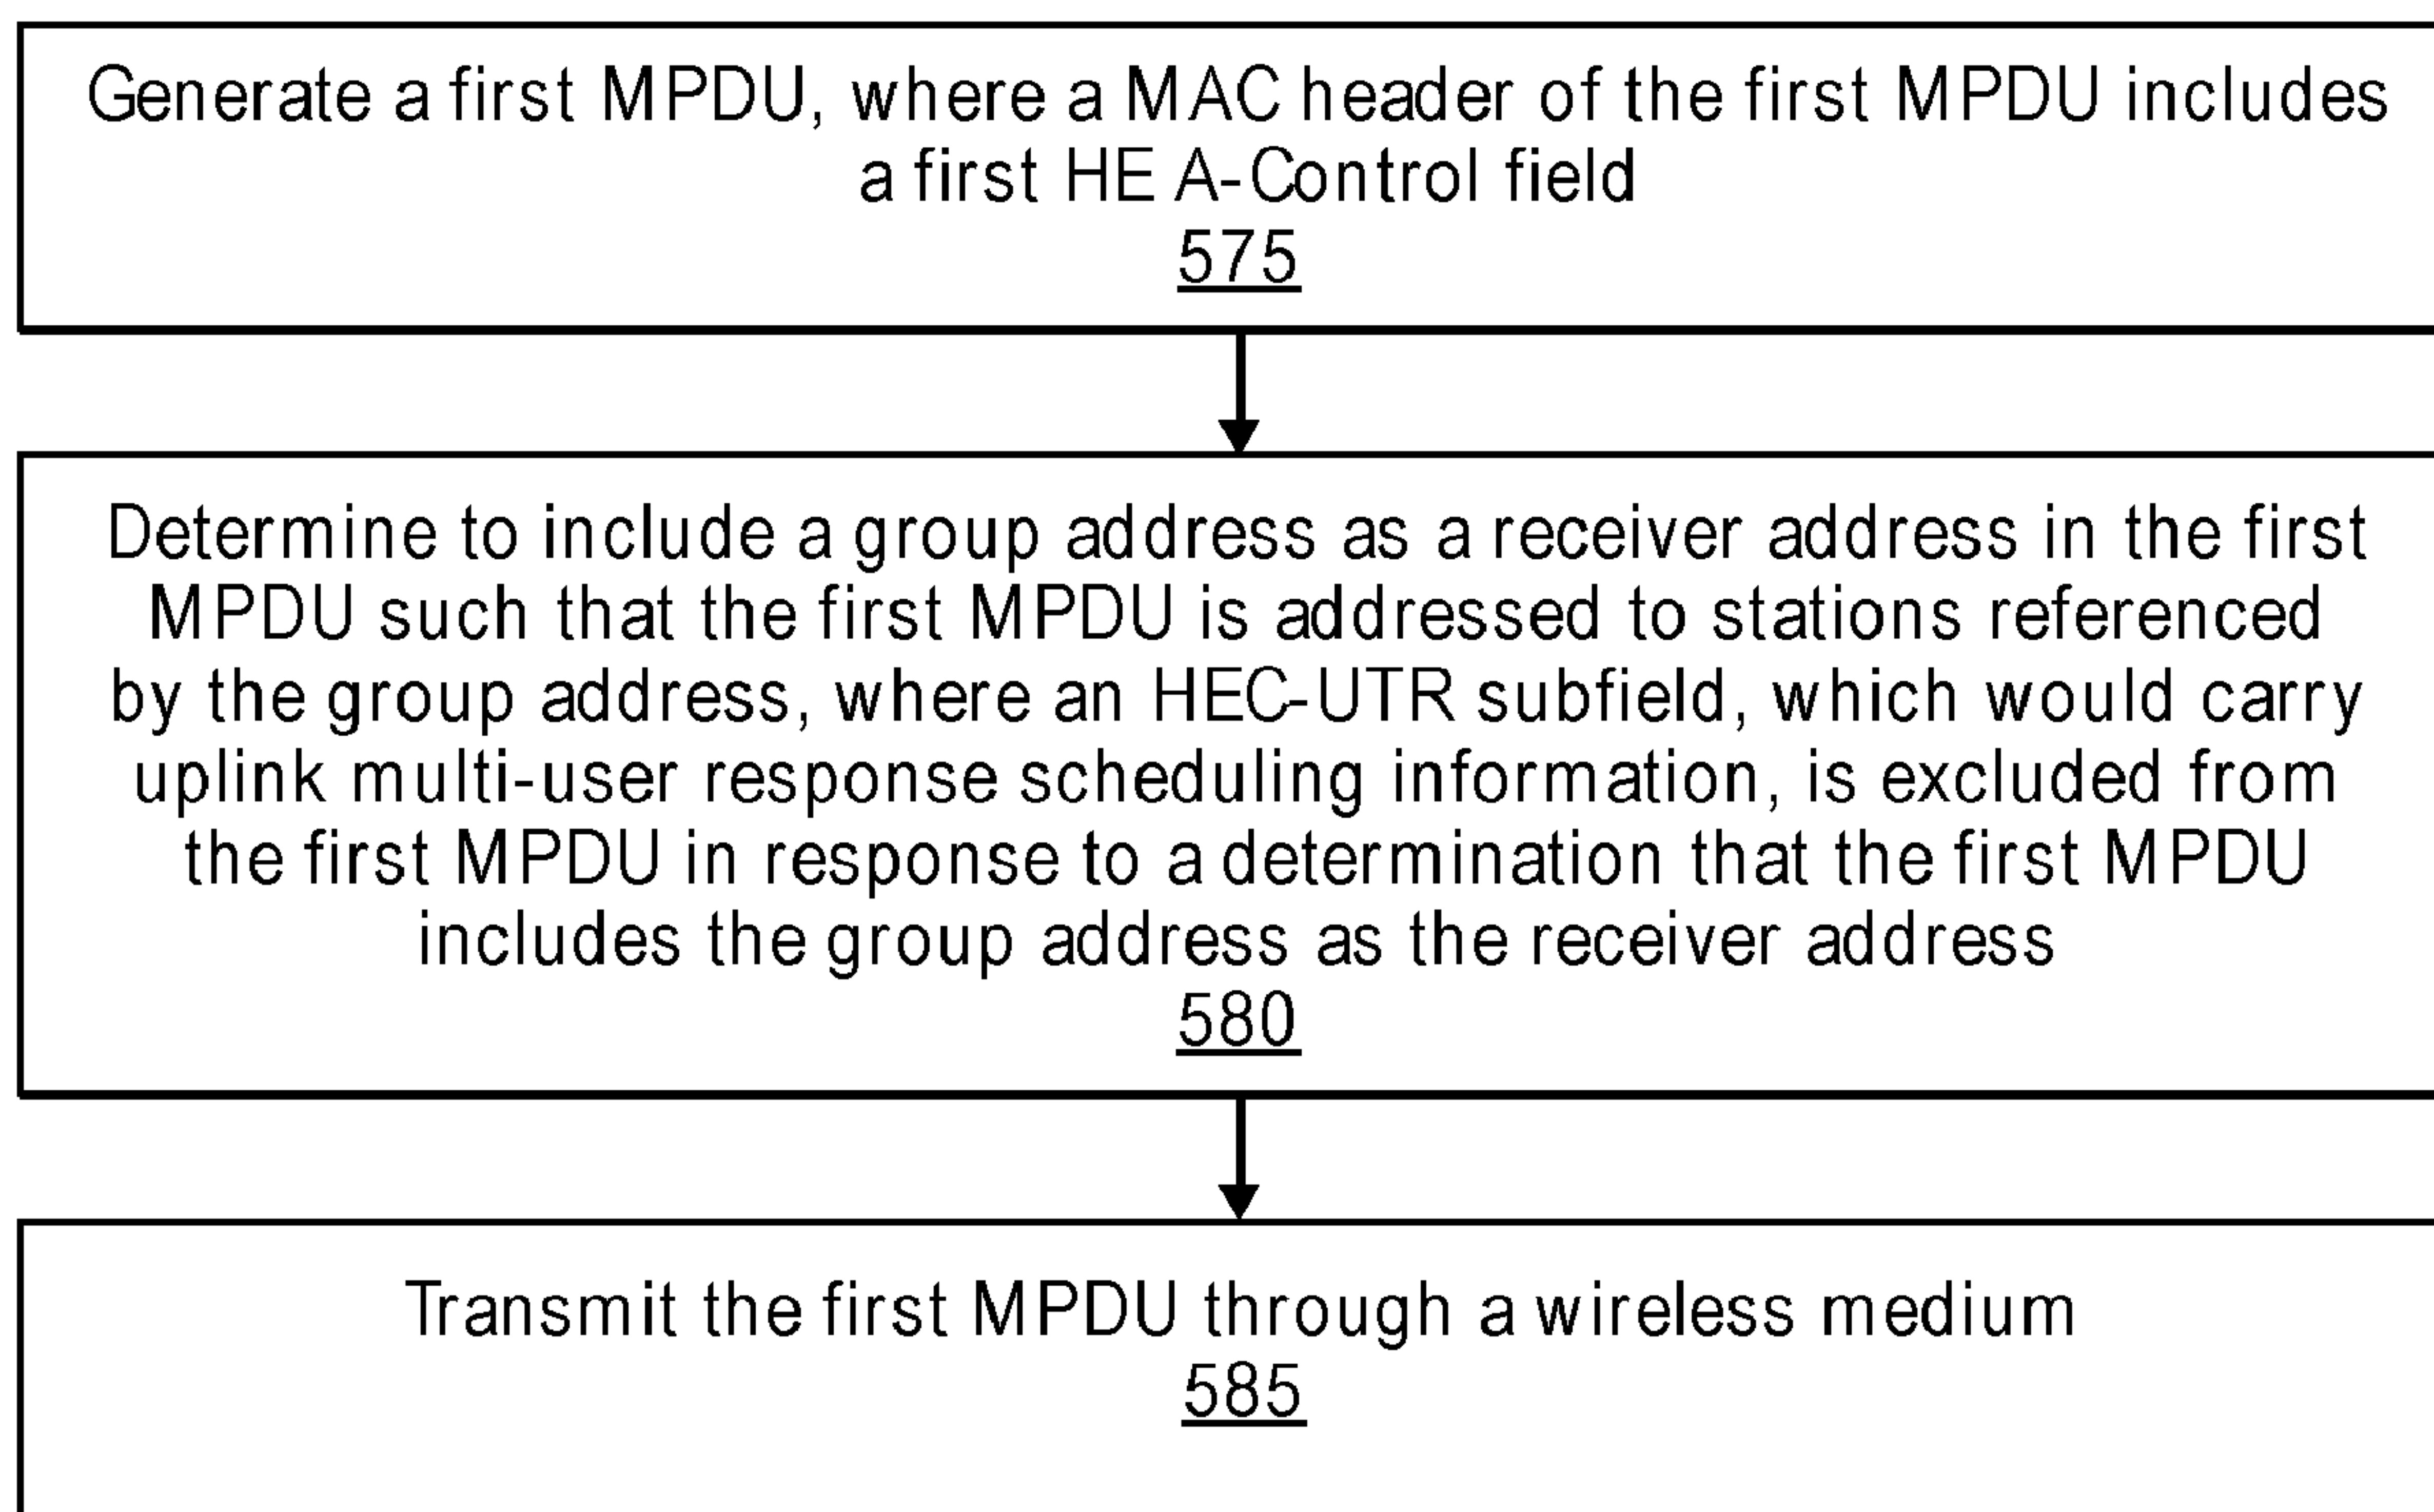 Generate a first MPDU, where a MAC header of the first MPDU includes
a first HE A-Control field
575
Determine to include a group address as a receiver address in the first
MPDU such that the first MPDU is addressed to stations referenced
by the group address, where an HEC-UTR subfield, which would carry
uplink multi-user response scheduling information, is excluded from
the first MPDU in response to a determination that the first MPDU
includes the group address as the receiver address
580
Transmit the first MPDU through a wireless medium
585